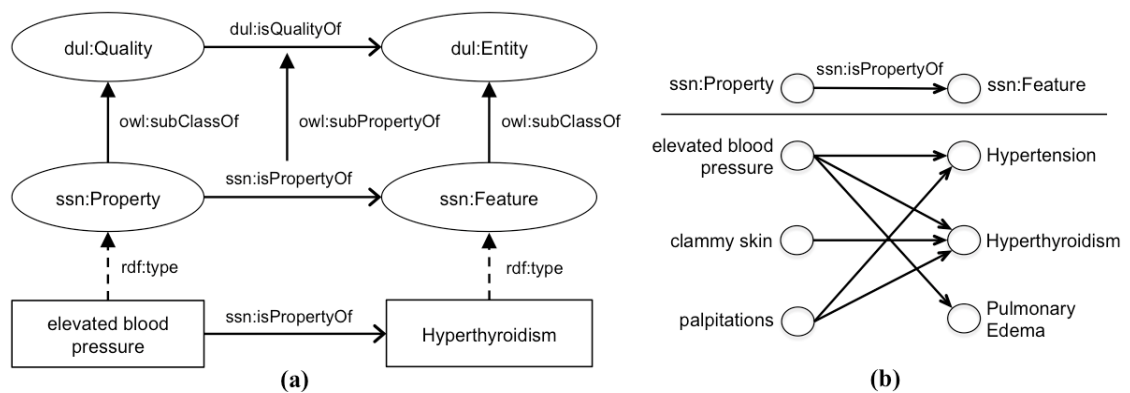 dul:isQualityOf
dul:Quality
dul:Entity
owl:subClassOf
owl:subPropertyOf
owl:subClassOf
ssn:isPropertyOf
ssn:Property
ssn:Feature
rdf:type
rdf:type
elevated blood
pressure
ssn:isPropertyOf
Hyperthyroidism
(a)
ssn:isPropertyOf
ssn:Property
ssn:Feature
elevated blood
pressure
Hypertension
clammy skin
Hyperthyroidism
palpitations
Pulmonary
Edema
(b)